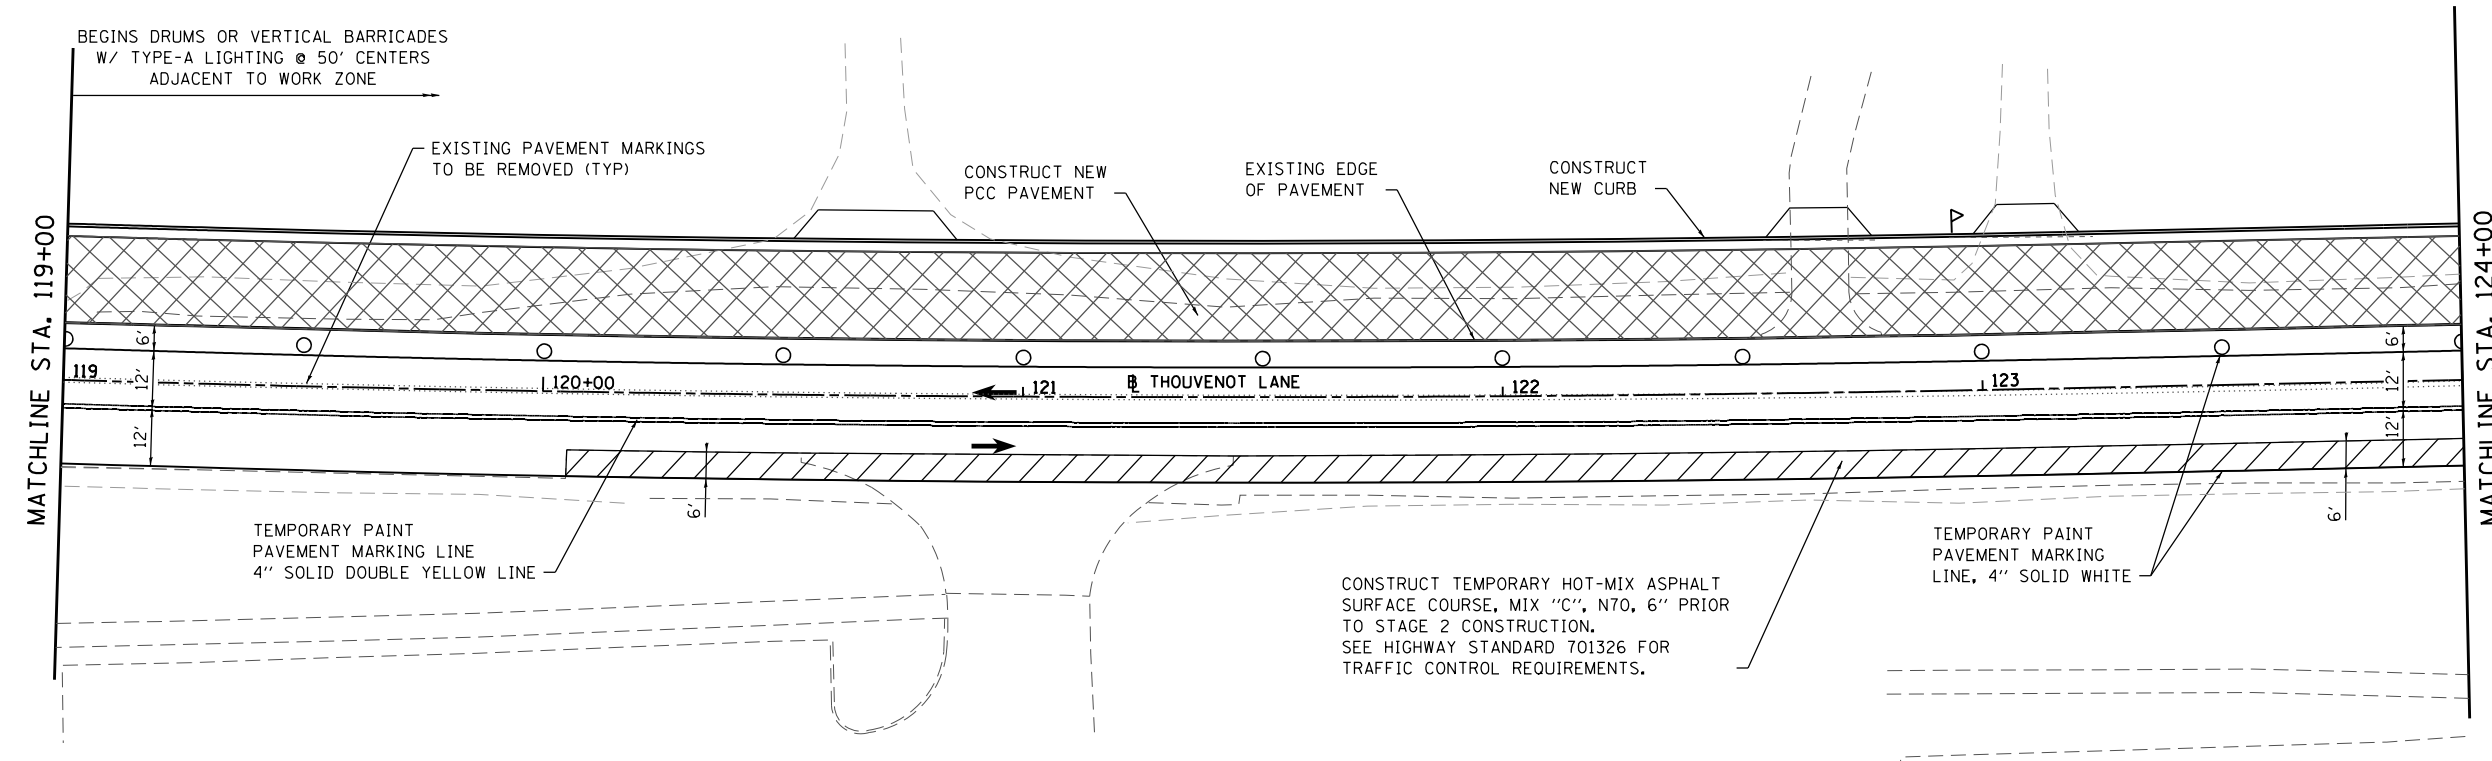 BEGINS DRUMS OR VERTICAL BARRICADES
W/ TYPE-A LIGHTING @ 50' CENTERS
ADJACENT TO WORK ZONE
EXISTING PAVEMENT MARKINGS
TO BE REMOVED (TYP)
CONSTRUCT NEW
PCC PAVEMENT
EXISTING EDGE
OF PAVEMENT
CONSTRUCT
NEW CURB
MATCHLINE STA. 119+00
MATCHLINE STA. 124+00
6'
12'
12'
119
120+00
121
℄ THOUVENOT LANE
122
123
6'
12'
12'
6'
6'
TEMPORARY PAINT
PAVEMENT MARKING LINE
4" SOLID DOUBLE YELLOW LINE
CONSTRUCT TEMPORARY HOT-MIX ASPHALT
SURFACE COURSE, MIX "C", N70, 6" PRIOR
TO STAGE 2 CONSTRUCTION.
SEE HIGHWAY STANDARD 701326 FOR
TRAFFIC CONTROL REQUIREMENTS.
TEMPORARY PAINT
PAVEMENT MARKING
LINE, 4" SOLID WHITE